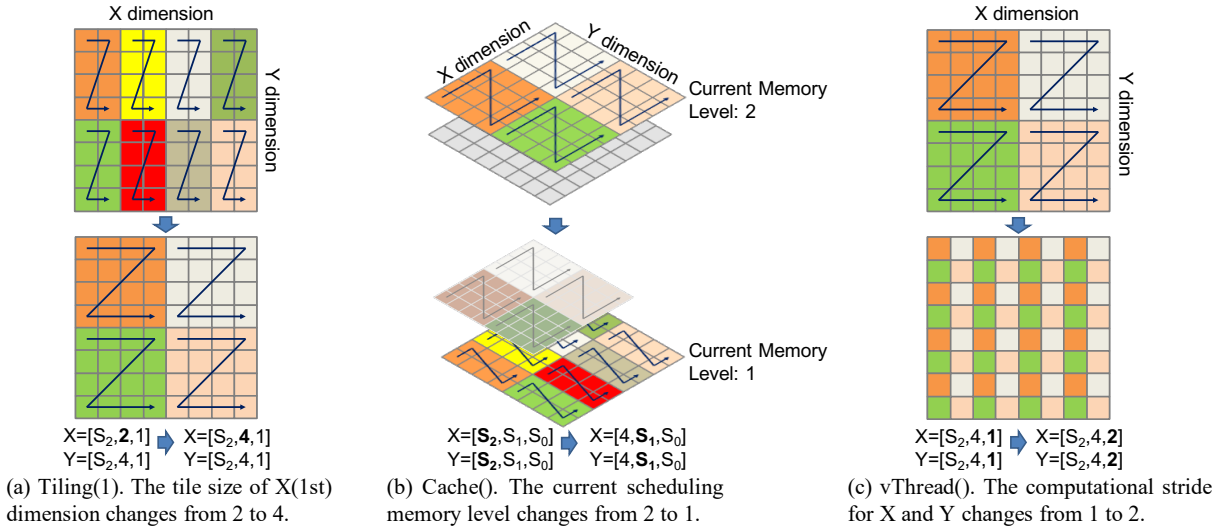 X dimension
Y dimension
X=[S₂,2,1] X=[S₂,4,1]
Y=[S₂,4,1] Y=[S₂,4,1]
(a) Tiling(1). The tile size of X(1st)
dimension changes from 2 to 4.
X dimension
Y dimension
Current Memory
Level: 2
Current Memory
Level: 1
X=[S₂,S₁,S₀] X=[4,S₁,S₀]
Y=[S₂,S₁,S₀] Y=[4,S₁,S₀]
(b) Cache(). The current scheduling
memory level changes from 2 to 1.
X dimension
Y dimension
X=[S₂,4,1] X=[S₂,4,2]
Y=[S₂,4,1] Y=[S₂,4,2]
(c) vThread(). The computational stride
for X and Y changes from 1 to 2.